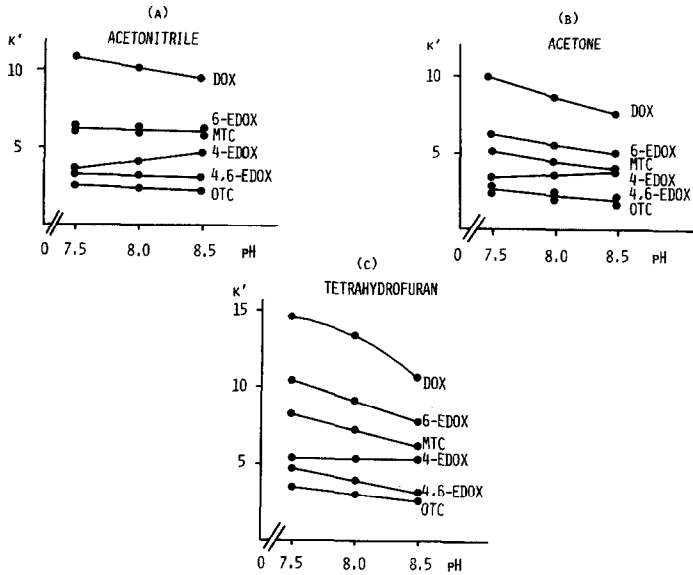 (A)
ACETONITRILE
K'
10
5
0
7.5
8.0
8.5
pH
DOX
6-EDOX
MTC
4-EDOX
4,6-EDOX
OTC
(B)
ACETONE
K'
10
5
0
7.5
8.0
8.5
pH
DOX
6-EDOX
MTC
4-EDOX
4,6-EDOX
OTC
(C)
TETRAHYDROFURAN
K'
15
10
5
0
7.5
8.0
8.5
pH
DOX
6-EDOX
MTC
4-EDOX
4,6-EDOX
OTC